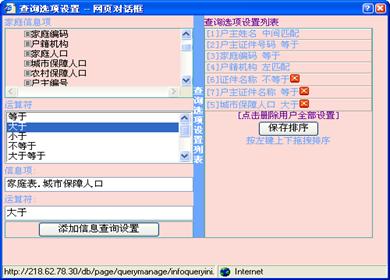 查询选项设置 -- 网页对话框
家庭信息项
家庭编码
户籍机构
家庭人口
城市保障人口
农村保障人口
户主编号
运算符
等于
大于
小于
不等于
大于等于
信息项:
家庭表.城市保障人口
运算符:
大于
添加信息查询设置
查询选项设置列表
查询选项设置列表
[1]户主姓名 中间匹配
[2]户主证件号码 等于
[3]家庭编码 等于
[4]户籍机构 左匹配
[6]证件名称 不等于
[7]户主证件名称 等于
[5]城市保障人口 大于
[点击删除用户全部设置]
保存排序
按左键上下拖拽排序
http://218.62.78.30/db/page/querymanage/infoqueryini.
Internet